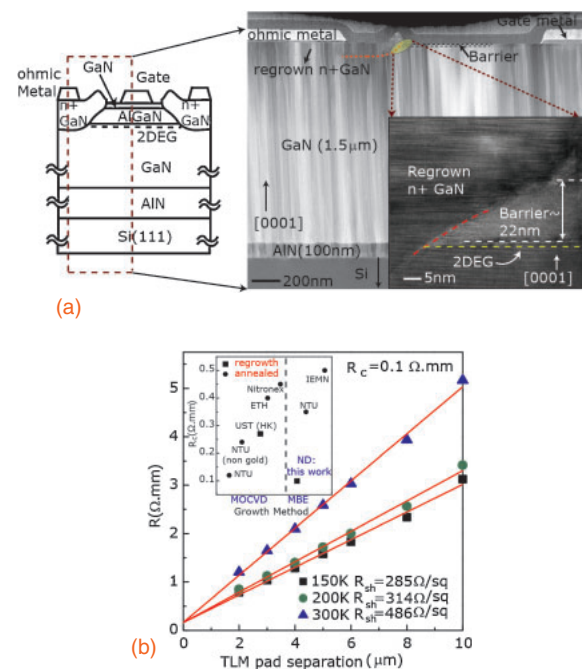 ohmic
Metal
GaN
Gate
n+
GaN
n+
GaN
AlGaN
2DEG
GaN
AlN
Si(111)
ohmic metal
Gate metal
regrown n+GaN
Barrier
GaN (1.5μm)
[0001]
AlN(100nm)
200nm
Si
Regrown
n+ GaN
Barrier~
22nm
2DEG
5nm
[0001]
(a)
R(Ω.mm)
5
4
3
2
1
0
0 2 4 6 8 10
TLM pad separation (μm)
R_c=0.1 Ω.mm
150K R_sh=285Ω/sq
200K R_sh=314Ω/sq
300K R_sh=486Ω/sq
R_c(Ω.mm)
0.5
0.4
0.3
0.2
0.1
regrowth
annealed
Nitronex
IEMN
ETH
NTU
UST (HK)
NTU
(non gold)
NTU
ND:
this work
MOCVD MBE
Growth Method
(b)